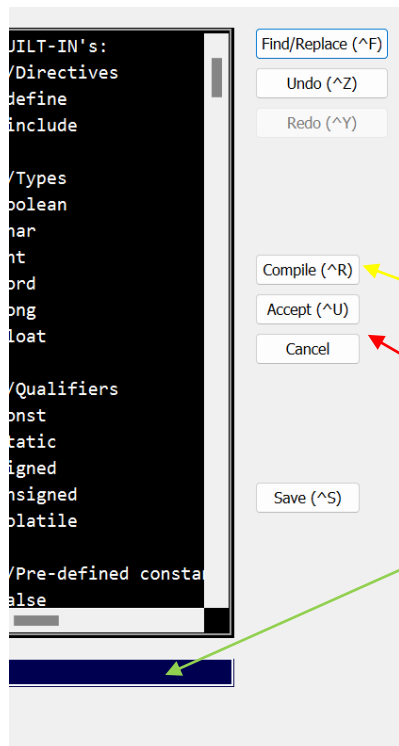 UILT-IN's:
/Directives
define
include
/Types
oolean
har
nt
ord
ong
loat
/Qualifiers
onst
tatic
igned
nsigned
olatile
/Pre-defined consta
alse
Find/Replace (^F)
Undo (^Z)
Redo (^Y)
Compile (^R)
Accept (^U)
Cancel
Save (^S)